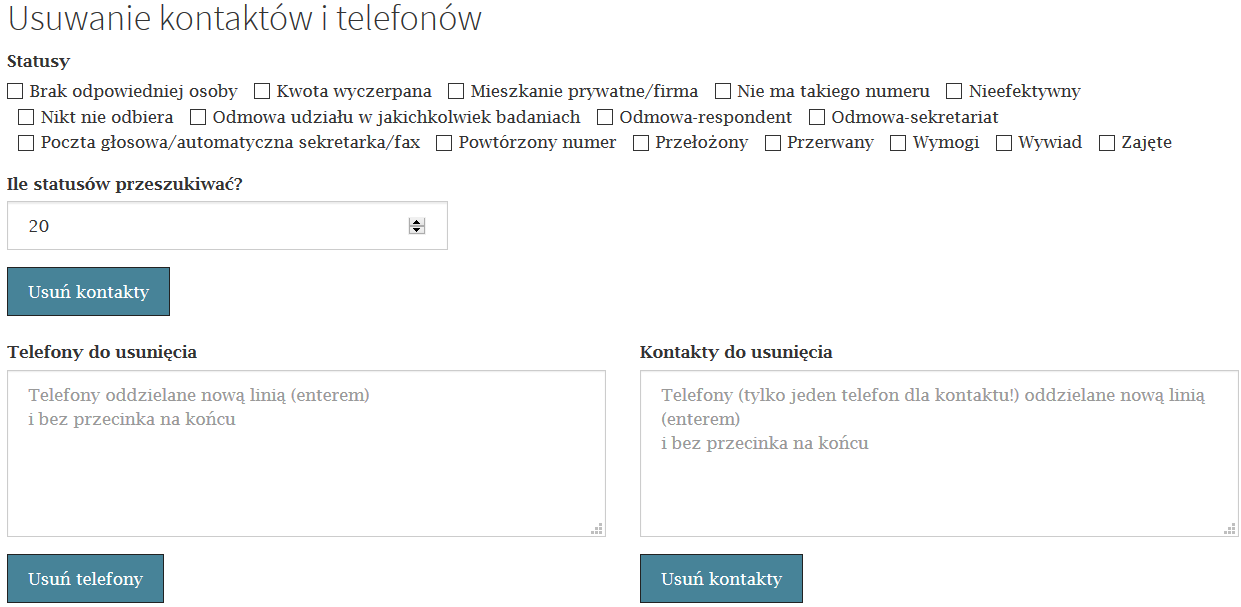 Usuwanie kontaktów i telefonów
Statusy
Brak odpowiedniej osoby Kwota wyczerpana Mieszkanie prywatne/firma Nie ma takiego numeru Nieefektywny
Nikt nie odbiera Odmowa udziału w jakichkolwiek badaniach Odmowa-respondent Odmowa-sekretariat
Poczta głosowa/automatyczna sekretarka/fax Powtórzony numer Przełożony Przerwany Wymogi Wywiad Zajęte
Ile statusów przeszukiwać?
20
Usuń kontakty
Telefony do usunięcia
Telefony oddzielane nową linią (enterem)
i bez przecinka na końcu
Usuń telefony
Kontakty do usunięcia
Telefony (tylko jeden telefon dla kontaktu!) oddzielane nową linią
(enterem)
i bez przecinka na końcu
Usuń kontakty